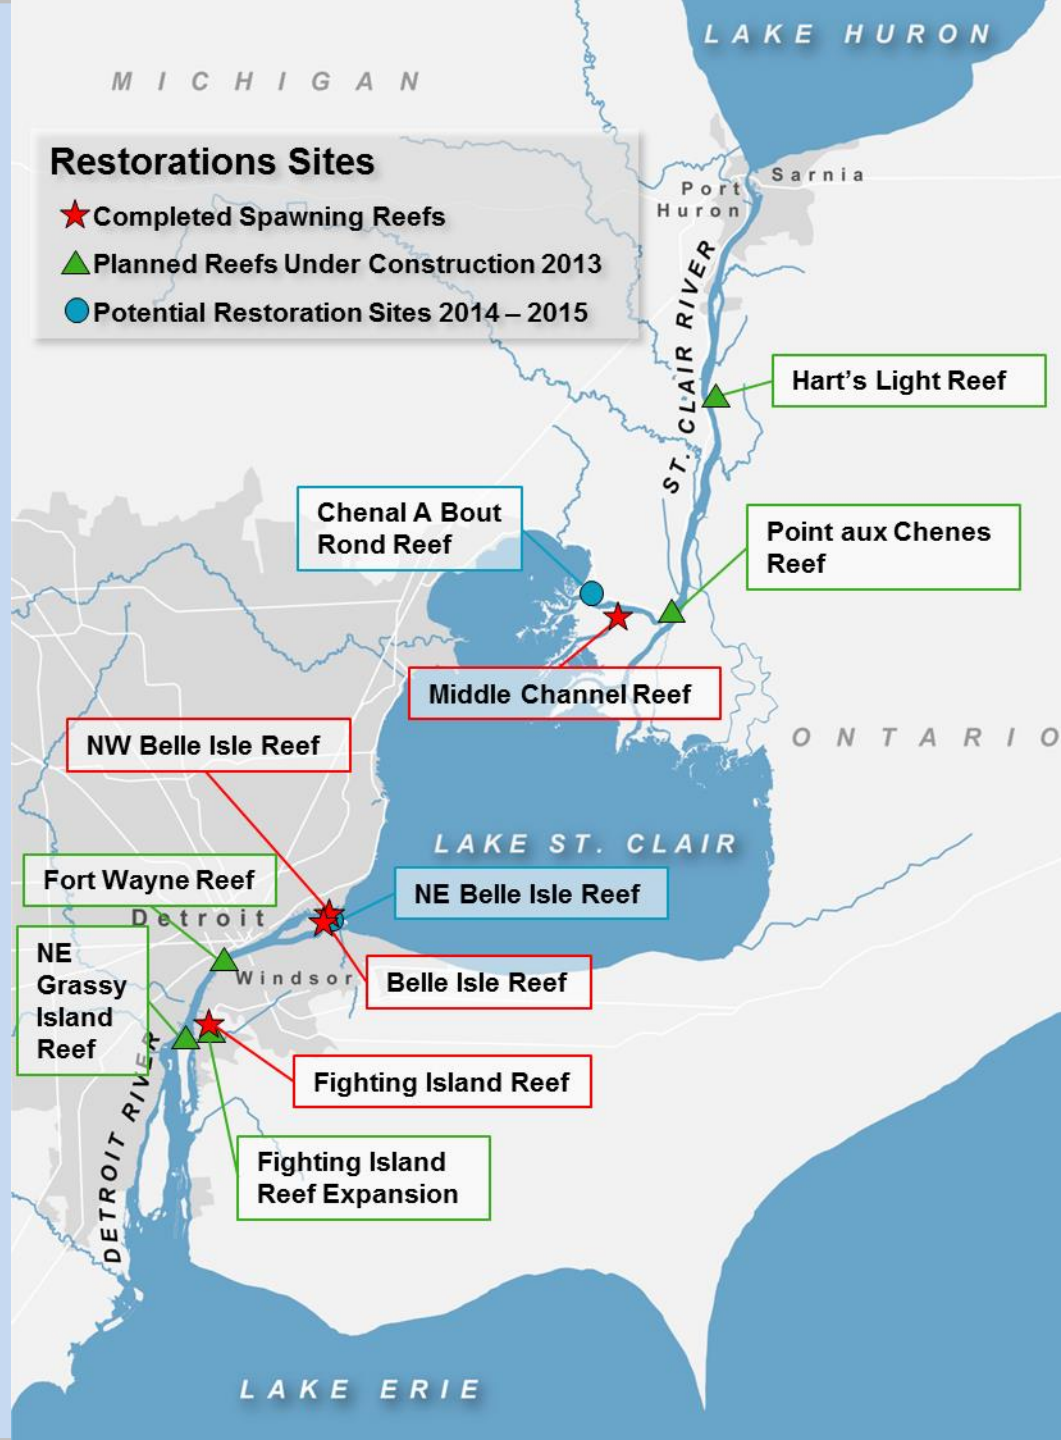 LAKE HURON
MICHIGAN
Restorations Sites
Completed Spawning Reefs
Planned Reefs Under Construction 2013
Potential Restoration Sites 2014 – 2015
Sarnia
Port
Huron
ST. CLAIR RIVER
Hart's Light Reef
Chenal A Bout
Rond Reef
Point aux Chenes
Reef
Middle Channel Reef
NW Belle Isle Reef
ONTARIO
LAKE ST. CLAIR
Fort Wayne Reef
NE Belle Isle Reef
Detroit
NE
Grassy
Island
Reef
Windsor
Belle Isle Reef
Fighting Island Reef
DETROIT RIVER
Fighting Island
Reef Expansion
LAKE ERIE